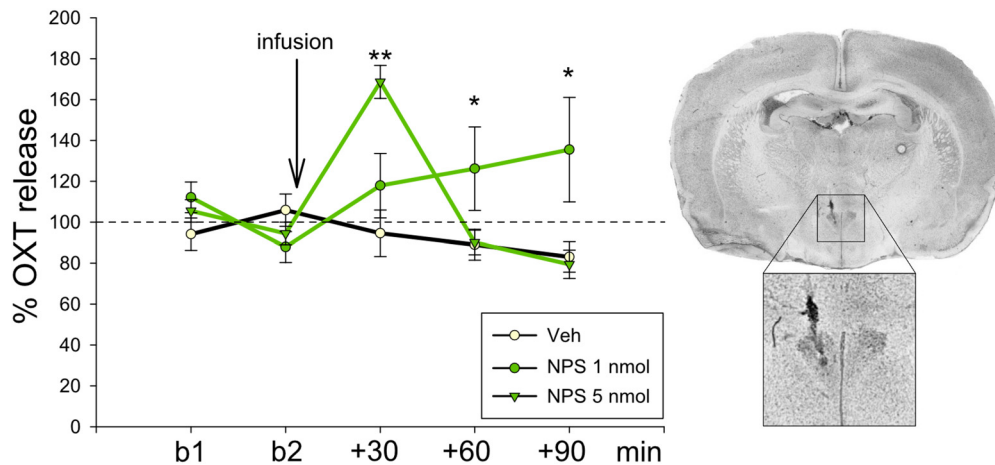 200
180
160
140
120
100
80
60
40
20
0
% OXT release
infusion
**
*
*
Veh
NPS 1 nmol
NPS 5 nmol
b1 b2 +30 +60 +90 min